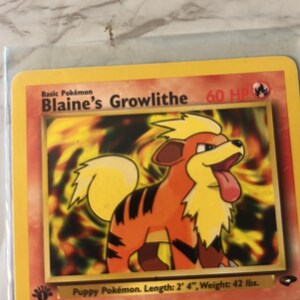 Basic Pokémon
Blaine's Growlithe 60 HP
Puppy Pokémon. Length: 2' 4", Weight: 42 lbs.